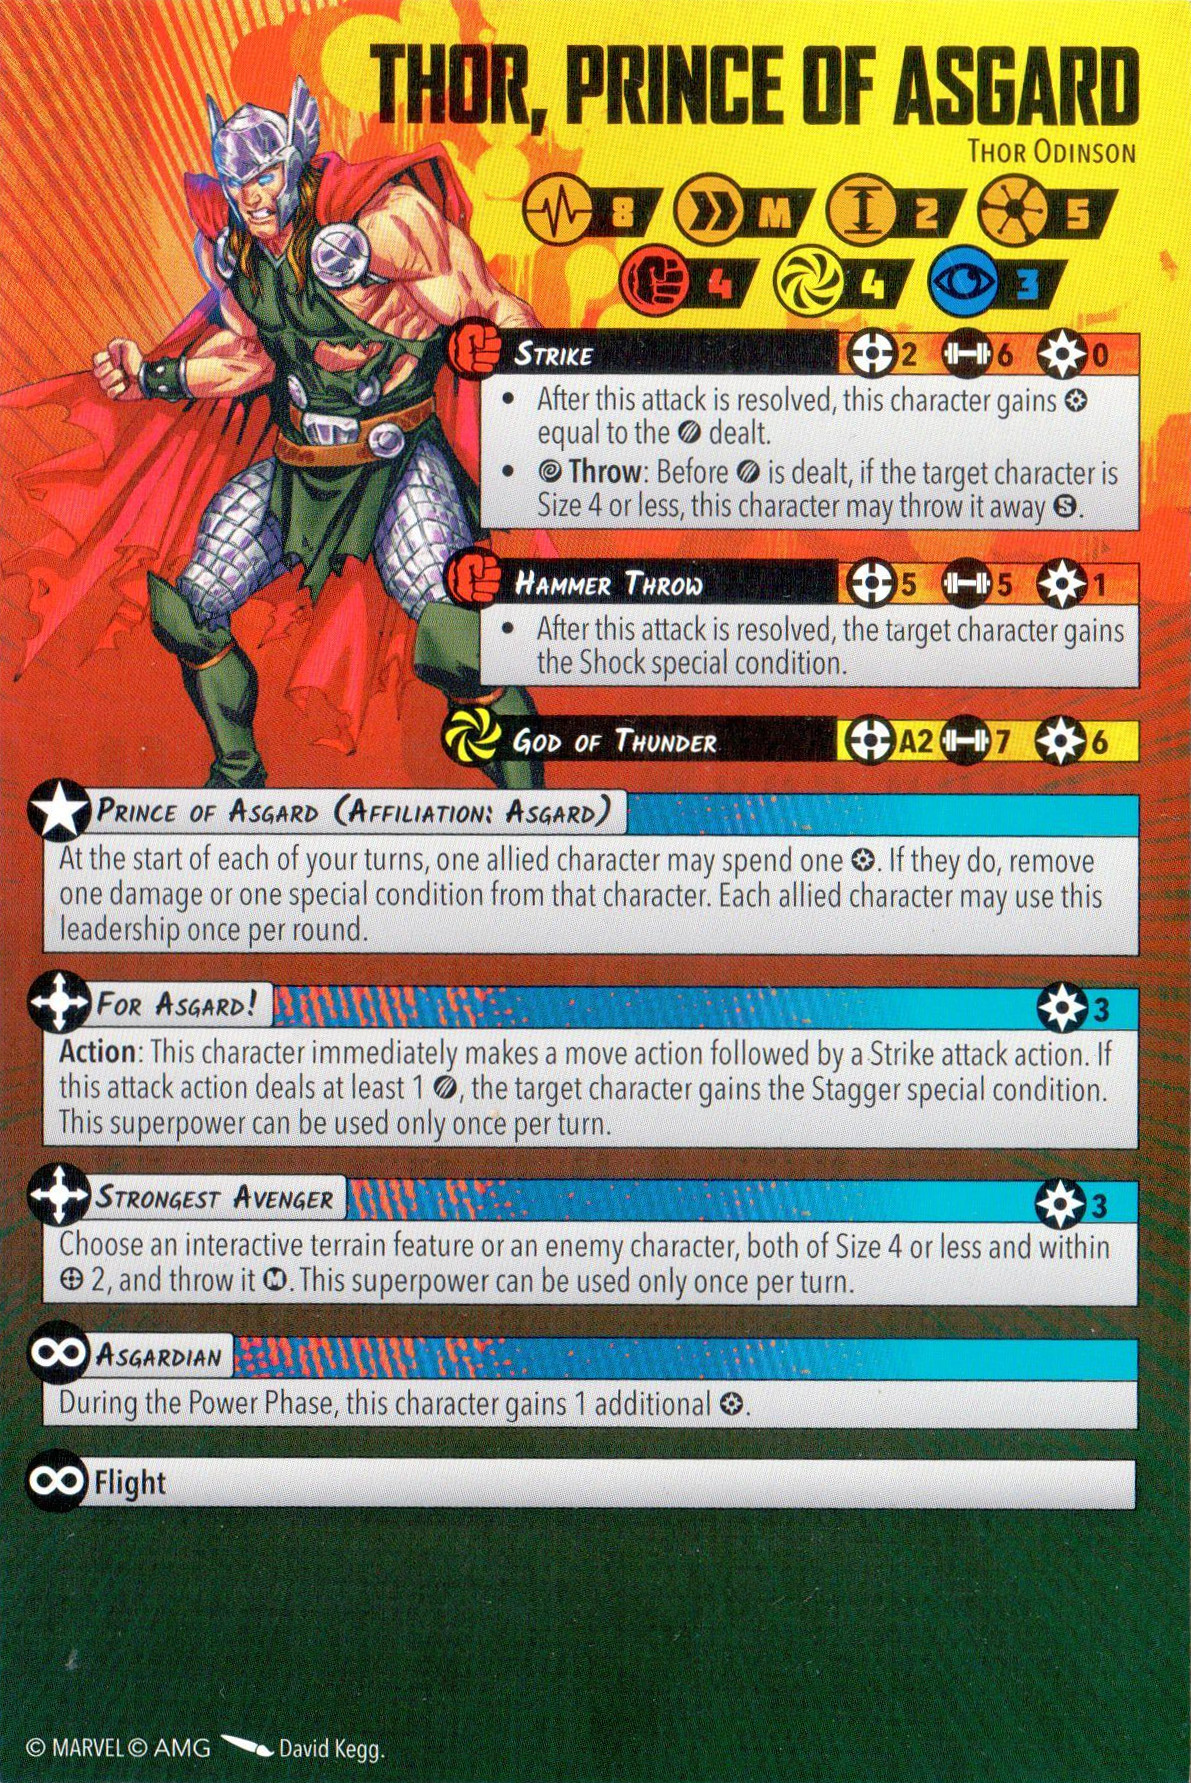 THOR, PRINCE OF ASGARD
THOR ODINSON
8 M 2 5
4 4 3
STRIKE 2 6 0
• After this attack is resolved, this character gains
equal to the dealt.
• Throw: Before is dealt, if the target character is
Size 4 or less, this character may throw it away S.
HAMMER THROW 5 5 1
• After this attack is resolved, the target character gains
the Shock special condition.
GOD OF THUNDER A2 7 6
PRINCE OF ASGARD (AFFILIATION: ASGARD)
At the start of each of your turns, one allied character may spend one . If they do, remove
one damage or one special condition from that character. Each allied character may use this
leadership once per round.
FOR ASGARD! 3
Action: This character immediately makes a move action followed by a Strike attack action. If
this attack action deals at least 1 , the target character gains the Stagger special condition.
This superpower can be used only once per turn.
STRONGEST AVENGER 3
Choose an interactive terrain feature or an enemy character, both of Size 4 or less and within
2, and throw it M. This superpower can be used only once per turn.
ASGARDIAN
During the Power Phase, this character gains 1 additional .
Flight
© MARVEL © AMG David Kegg.